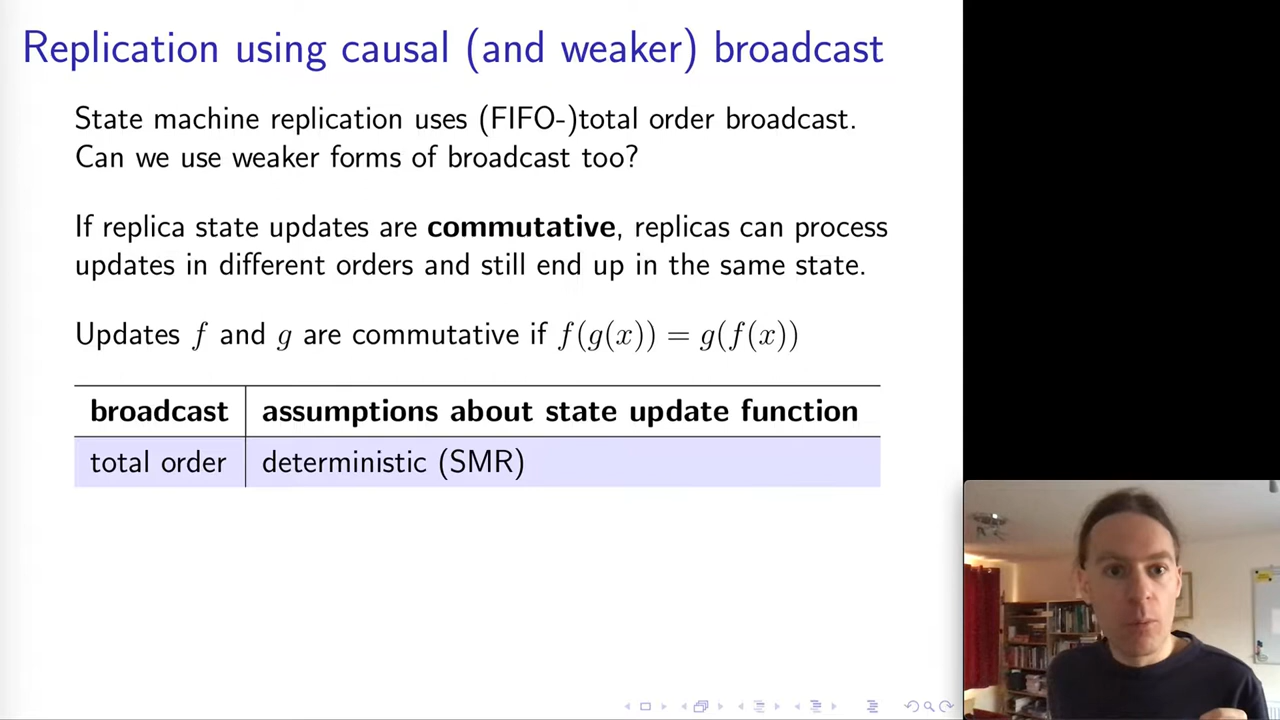 Replication using causal (and weaker) broadcast
State machine replication uses (FIFO-)total order broadcast.
Can we use weaker forms of broadcast too?
If replica state updates are commutative, replicas can process
updates in different orders and still end up in the same state.
Updates f and g are commutative if f(g(x)) = g(f(x))
broadcast assumptions about state update function
total order deterministic (SMR)